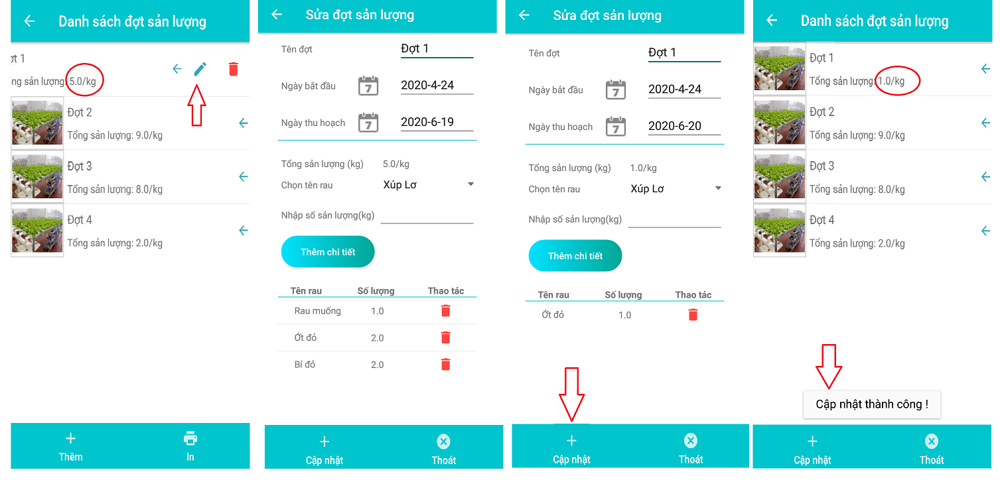 Danh sách đợt sản lượng
ợt 1
ổng sản lượng: 5.0/kg
Đợt 2
Tổng sản lượng: 9.0/kg
Đợt 3
Tổng sản lượng: 8.0/kg
Đợt 4
Tổng sản lượng: 2.0/kg
Thêm
In
Sửa đợt sản lượng
Tên đợt
Đợt 1
Ngày bắt đầu
7
2020-4-24
Ngày thu hoạch
7
2020-6-19
Tổng sản lượng (kg)
5.0/kg
Chọn tên rau
Xúp Lơ
Nhập số sản lượng(kg)
Thêm chi tiết
Tên rau Số lượng Thao tác
Rau muống 1.0
Ớt đỏ 2.0
Bí đỏ 2.0
Cập nhật
Thoát
Sửa đợt sản lượng
Tên đợt
Đợt 1
Ngày bắt đầu
7
2020-4-24
Ngày thu hoạch
7
2020-6-20
Tổng sản lượng (kg)
1.0/kg
Chọn tên rau
Xúp Lơ
Nhập số sản lượng(kg)
Thêm chi tiết
Tên rau Số lượng Thao tác
Ớt đỏ 1.0
Cập nhật
Thoát
Danh sách đợt sản lượng
Đợt 1
Tổng sản lượng: 1.0/kg
Đợt 2
Tổng sản lượng: 9.0/kg
Đợt 3
Tổng sản lượng: 8.0/kg
Đợt 4
Tổng sản lượng: 2.0/kg
Cập nhật thành công !
Cập nhật
Thoát